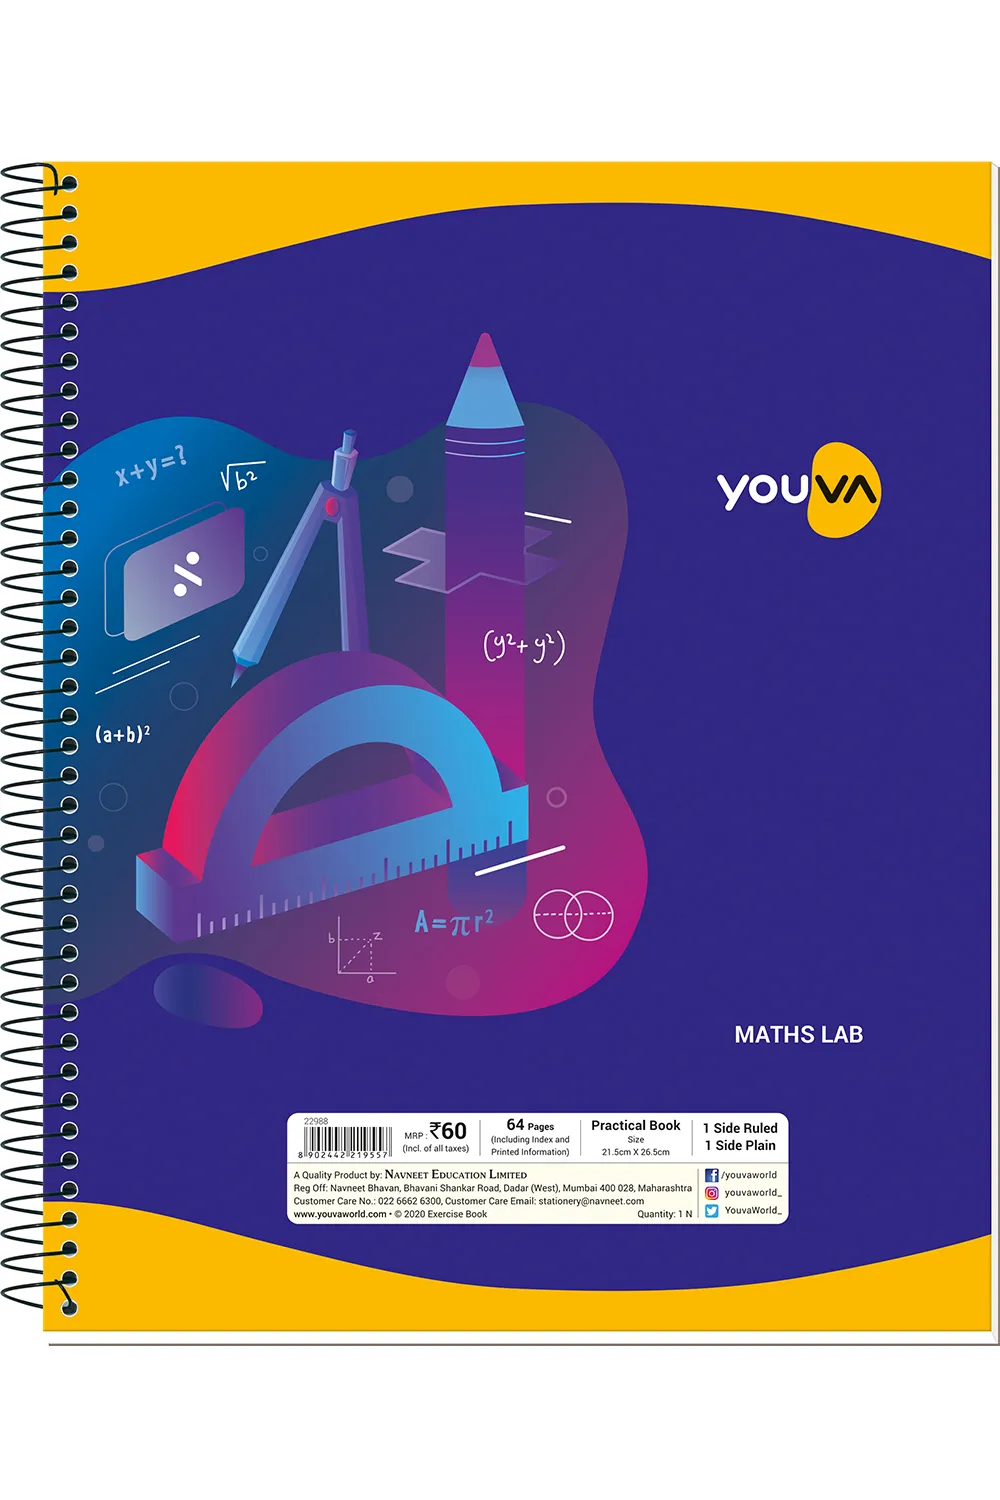 x+y=?
√b²
youva
(y²+y²)
(a+b)²
A=πr²
b
z
a
MATHS LAB
22988
8 902442 219557
MRP : ₹60
(Incl. of all taxes)
64 Pages
(Including Index and
Printed Information)
Practical Book
Size
21.5cm X 26.5cm
1 Side Ruled
1 Side Plain
A Quality Product by: NAVNEET EDUCATION LIMITED
Reg Off: Navneet Bhavan, Bhavani Shankar Road, Dadar (West), Mumbai 400 028, Maharashtra
Customer Care No.: 022 6662 6300, Customer Care Email: stationery@navneet.com
www.youvaworld.com • © 2020 Exercise Book
Quantity: 1 N
/youvaworld
youvaworld_
YouvaWorld_